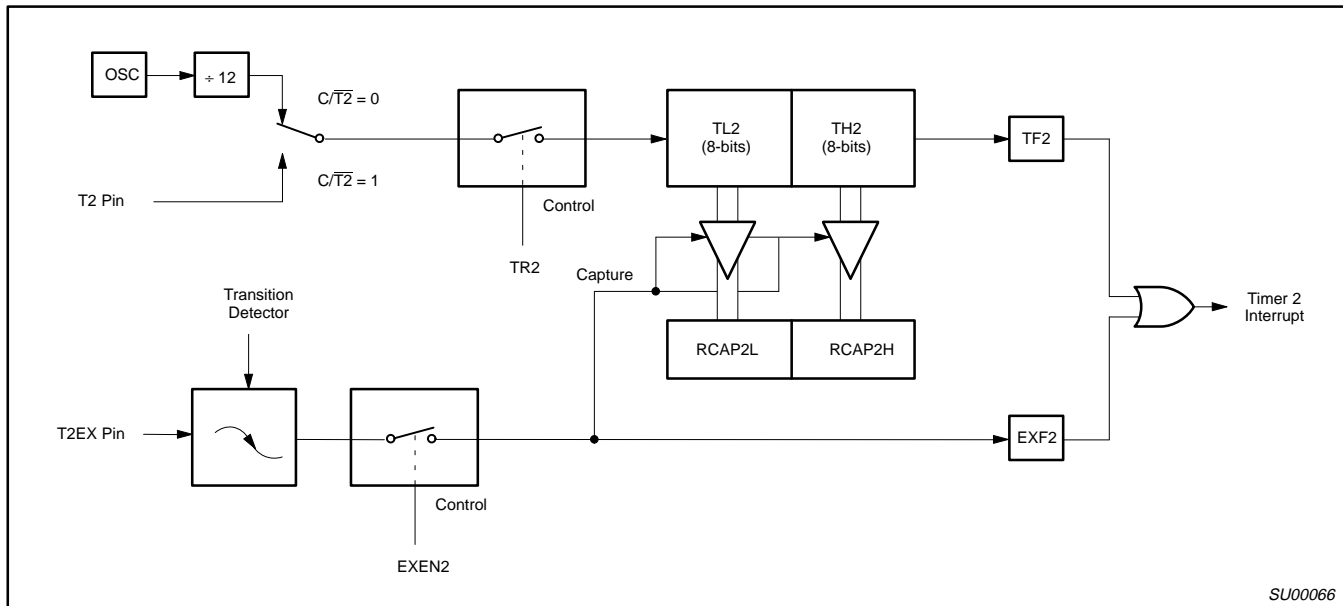 OSC
÷ 12
C/T2̅ = 0
C/T2̅ = 1
T2 Pin
Control
TR2
TL2
(8-bits)
TH2
(8-bits)
TF2
Capture
Transition
Detector
RCAP2L
RCAP2H
Timer 2
Interrupt
T2EX Pin
Control
EXEN2
EXF2
SU00066